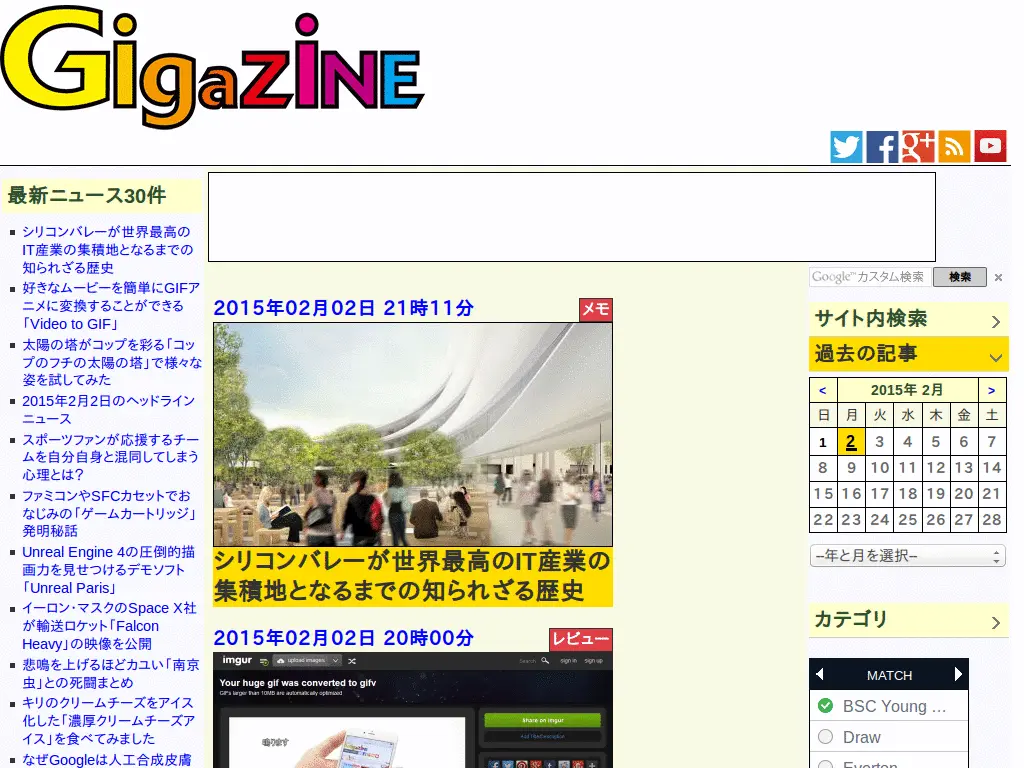 GigaZiNE
最新ニュース30件
シリコンバレーが世界最高の
IT産業の集積地となるまでの
知られざる歴史
好きなムービーを簡単にGIFア
ニメに変換することができる
「Video to GIF」
太陽の塔がコップを彩る「コッ
プのフチの太陽の塔」で様々な
姿を試してみた
2015年2月2日のヘッドライン
ニュース
スポーツファンが応援するチー
ムを自分自身と混同してしまう
心理とは?
ファミコンやSFCカセットでお
なじみの「ゲームカートリッジ」
発明秘話
Unreal Engine 4の圧倒的描
画力を見せつけるデモソフト
「Unreal Paris」
イーロン・マスクのSpace X社
が輸送ロケット「Falcon
Heavy」の映像を公開
悲鳴を上げるほどカユい「南京
虫」との死闘まとめ
キリのクリームチーズをアイス
化した「濃厚クリームチーズア
イス」を食べてみました
なぜGoogleは人工合成皮膚
2015年02月02日 21時11分
メモ
シリコンバレーが世界最高のIT産業の
集積地となるまでの知られざる歴史
2015年02月02日 20時00分
レビュー
imgur
upload images
Search
sign in
sign up
Your huge gif was converted to gifv
GIFs larger than 10MB are automatically optimized
Share on Imgur
Add Title/Description
鳴ります
Google™ カスタム検索
検索
×
サイト内検索
過去の記事
< 2015年 2月 >
日 月 火 水 木 金 土
1 2 3 4 5 6 7
8 9 10 11 12 13 14
15 16 17 18 19 20 21
22 23 24 25 26 27 28
--年と月を選択--
カテゴリ
MATCH
BSC Young ...
Draw
Everton